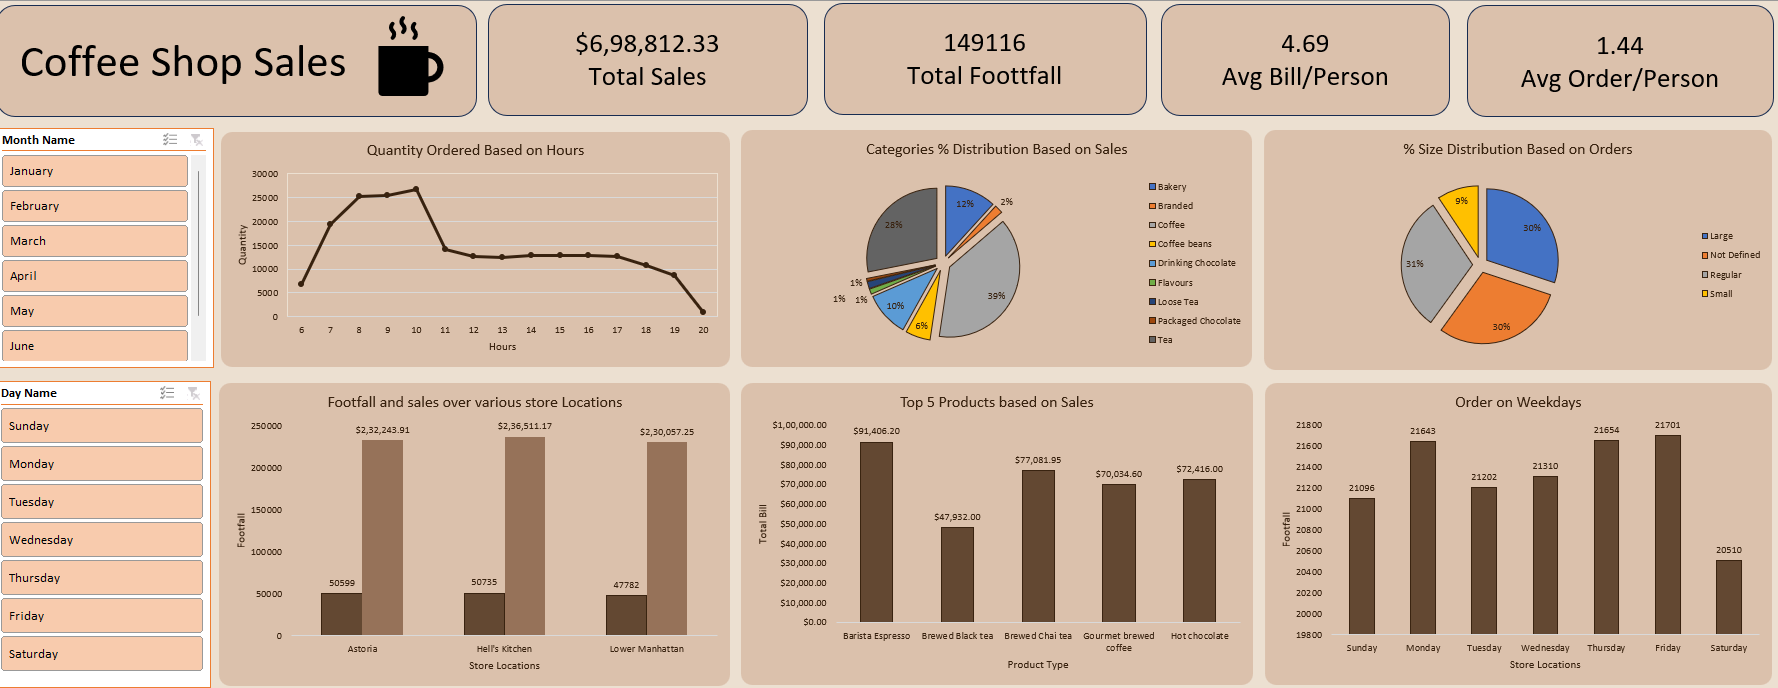 Coffee Shop Sales
$6,98,812.33
Total Sales
149116
Total Foottfall
4.69
Avg Bill/Person
1.44
Avg Order/Person
Month Name
January
February
March
April
May
June
Day Name
Sunday
Monday
Tuesday
Wednesday
Thursday
Friday
Saturday
Quantity Ordered Based on Hours
Quantity
30000
25000
20000
15000
10000
5000
0
6 7 8 9 10 11 12 13 14 15 16 17 18 19 20
Hours
Categories % Distribution Based on Sales
12%
2%
39%
6%
10%
1%
1%
1%
28%
Bakery
Branded
Coffee
Coffee beans
Drinking Chocolate
Flavours
Loose Tea
Packaged Chocolate
Tea
% Size Distribution Based on Orders
30%
30%
31%
9%
Large
Not Defined
Regular
Small
Footfall and sales over various store Locations
Footfall
250000
200000
150000
100000
50000
0
$2,32,243.91
$2,36,511.17
$2,30,057.25
50599
50735
47782
Astoria
Hell's Kitchen
Lower Manhattan
Store Locations
Top 5 Products based on Sales
Total Bill
$1,00,000.00
$90,000.00
$80,000.00
$70,000.00
$60,000.00
$50,000.00
$40,000.00
$30,000.00
$20,000.00
$10,000.00
$0.00
$91,406.20
$47,932.00
$77,081.95
$70,034.60
$72,416.00
Barista Espresso
Brewed Black tea
Brewed Chai tea
Gourmet brewed
coffee
Hot chocolate
Product Type
Order on Weekdays
Footfall
21800
21600
21400
21200
21000
20800
20600
20400
20200
20000
19800
21096
21643
21202
21310
21654
21701
20510
Sunday
Monday
Tuesday
Wednesday
Thursday
Friday
Saturday
Store Locations